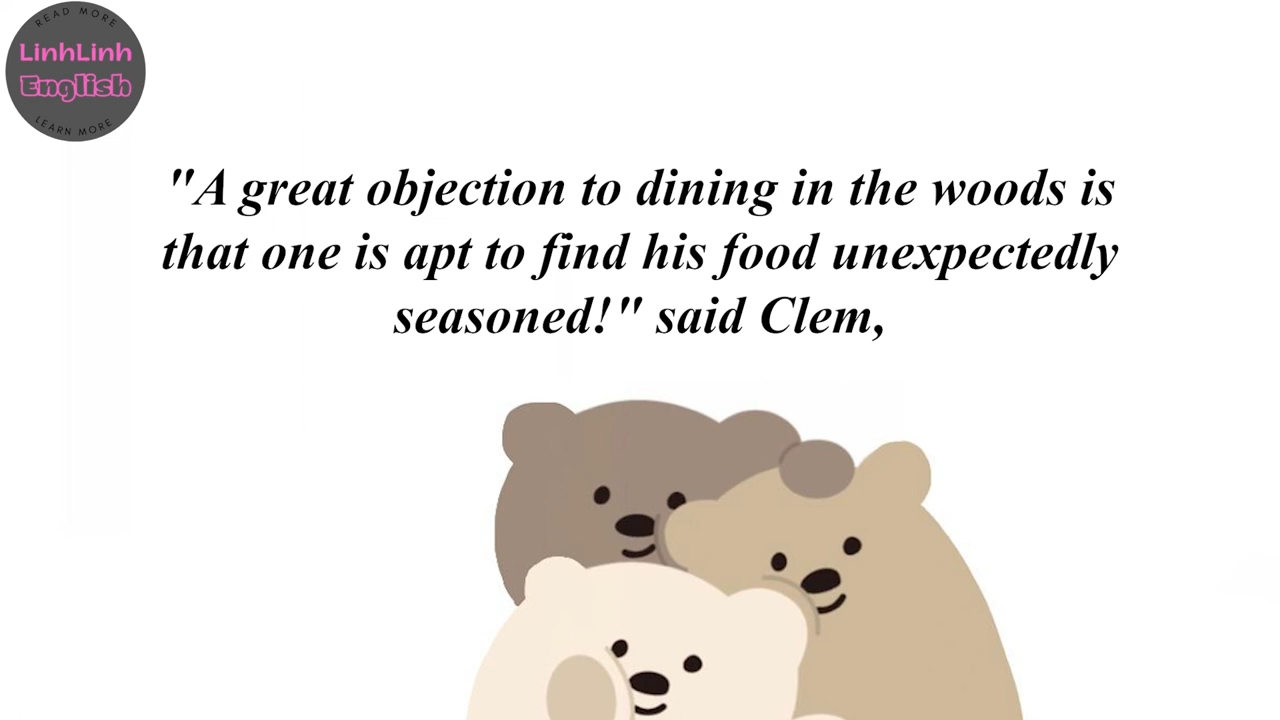 READ MORE
LinhLinh
English
LEARN MORE
"A great objection to dining in the woods is
that one is apt to find his food unexpectedly
seasoned!" said Clem,